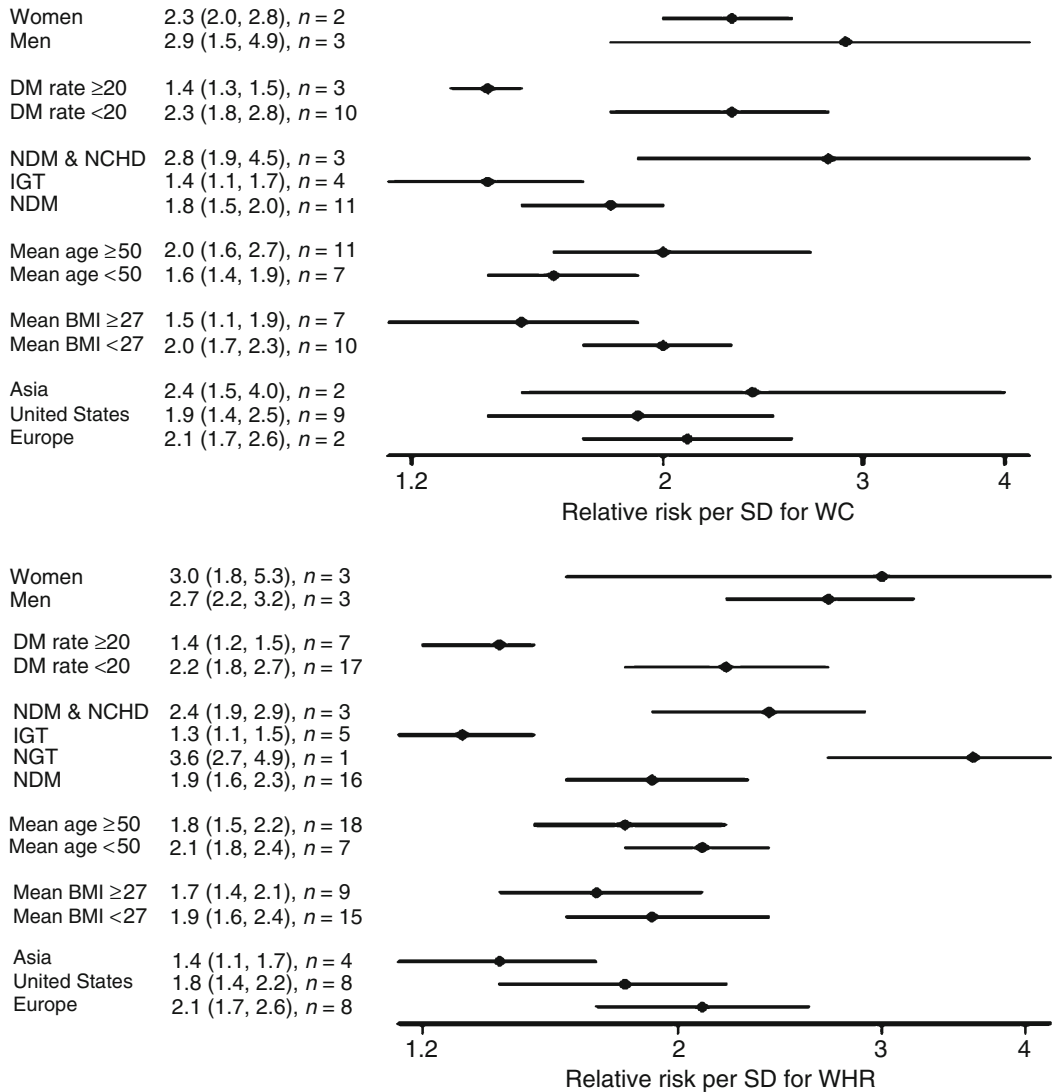 Women 2.3 (2.0, 2.8), n = 2
Men 2.9 (1.5, 4.9), n = 3
DM rate ≥20 1.4 (1.3, 1.5), n = 3
DM rate <20 2.3 (1.8, 2.8), n = 10
NDM & NCHD 2.8 (1.9, 4.5), n = 3
IGT 1.4 (1.1, 1.7), n = 4
NDM 1.8 (1.5, 2.0), n = 11
Mean age ≥50 2.0 (1.6, 2.7), n = 11
Mean age <50 1.6 (1.4, 1.9), n = 7
Mean BMI ≥27 1.5 (1.1, 1.9), n = 7
Mean BMI <27 2.0 (1.7, 2.3), n = 10
Asia 2.4 (1.5, 4.0), n = 2
United States 1.9 (1.4, 2.5), n = 9
Europe 2.1 (1.7, 2.6), n = 2
1.2 2 3 4
Relative risk per SD for WC
Women 3.0 (1.8, 5.3), n = 3
Men 2.7 (2.2, 3.2), n = 3
DM rate ≥20 1.4 (1.2, 1.5), n = 7
DM rate <20 2.2 (1.8, 2.7), n = 17
NDM & NCHD 2.4 (1.9, 2.9), n = 3
IGT 1.3 (1.1, 1.5), n = 5
NGT 3.6 (2.7, 4.9), n = 1
NDM 1.9 (1.6, 2.3), n = 16
Mean age ≥50 1.8 (1.5, 2.2), n = 18
Mean age <50 2.1 (1.8, 2.4), n = 7
Mean BMI ≥27 1.7 (1.4, 2.1), n = 9
Mean BMI <27 1.9 (1.6, 2.4), n = 15
Asia 1.4 (1.1, 1.7), n = 4
United States 1.8 (1.4, 2.2), n = 8
Europe 2.1 (1.7, 2.6), n = 8
1.2 2 3 4
Relative risk per SD for WHR